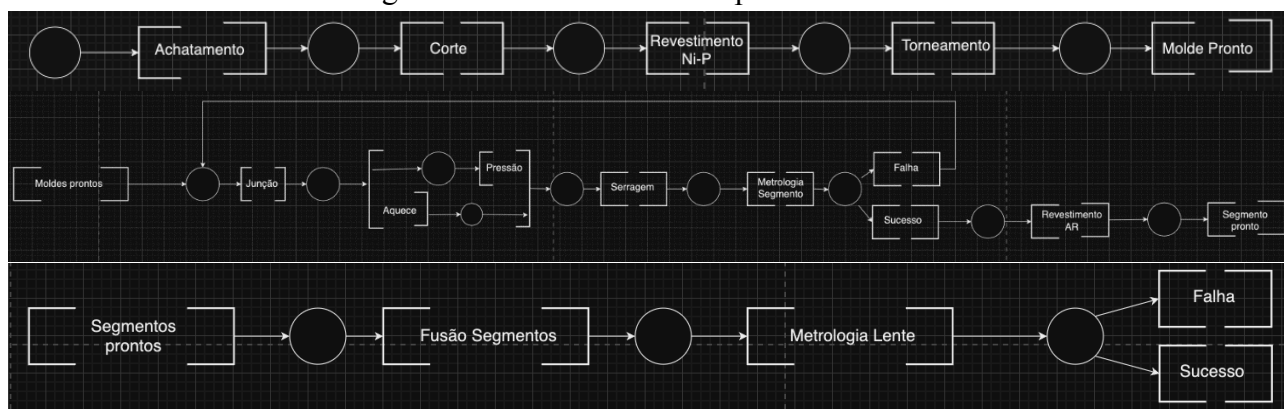 Achatamento
Corte
Revestimento
Ni-P
Torneamento
Molde Pronto
Moldes prontos
Junção
Pressão
Aquece
Serragem
Metrologia
Segmento
Falha
Sucesso
Revestimento
AR
Segmento
pronto
Segmentos
prontos
Fusão Segmentos
Metrologia Lente
Falha
Sucesso